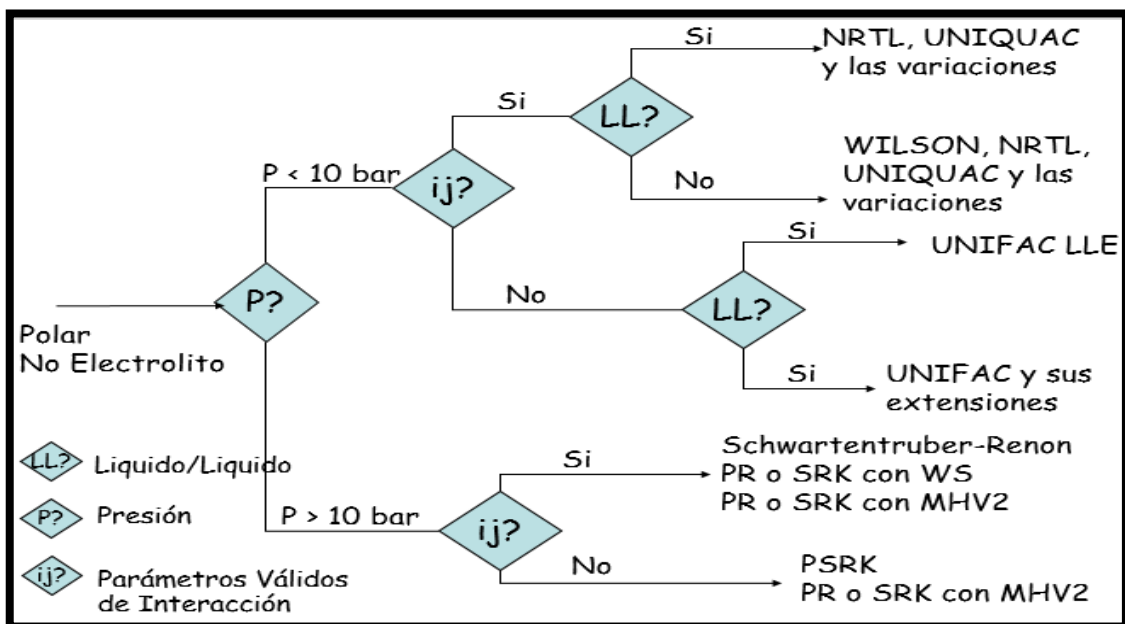 Si
NRTL, UNIQUAC
y las variaciones
Si
LL?
WILSON, NRTL,
UNIQUAC y las
variaciones
P < 10 bar
ij?
No
Si
UNIFAC LLE
P?
No
LL?
Polar
No Electrolito
Si
UNIFAC y sus
extensiones
LL? Liquido/Liquido
P? Presión
ij? Parámetros Válidos
de Interacción
P > 10 bar
ij?
Si
Schwartentruber-Renon
PR o SRK con WS
PR o SRK con MHV2
No
PSRK
PR o SRK con MHV2